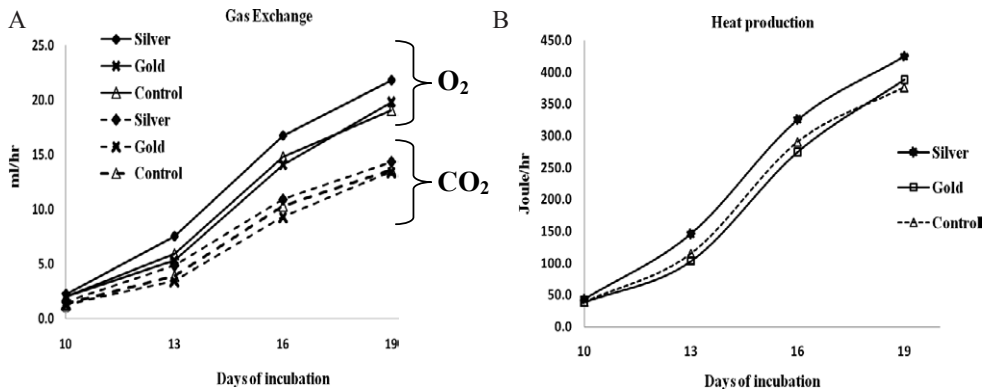 A
Gas Exchange
25.0
20.0
15.0
10.0
5.0
0.0
ml/hr
Silver
Gold
Control
Silver
Gold
Control
O2
CO2
10 13 16 19
Days of incubation
B
Heat production
450.0
400.0
350.0
300.0
250.0
200.0
150.0
100.0
50.0
0.0
Joule/hr
Silver
Gold
Control
10 13 16 19
Days of incubation